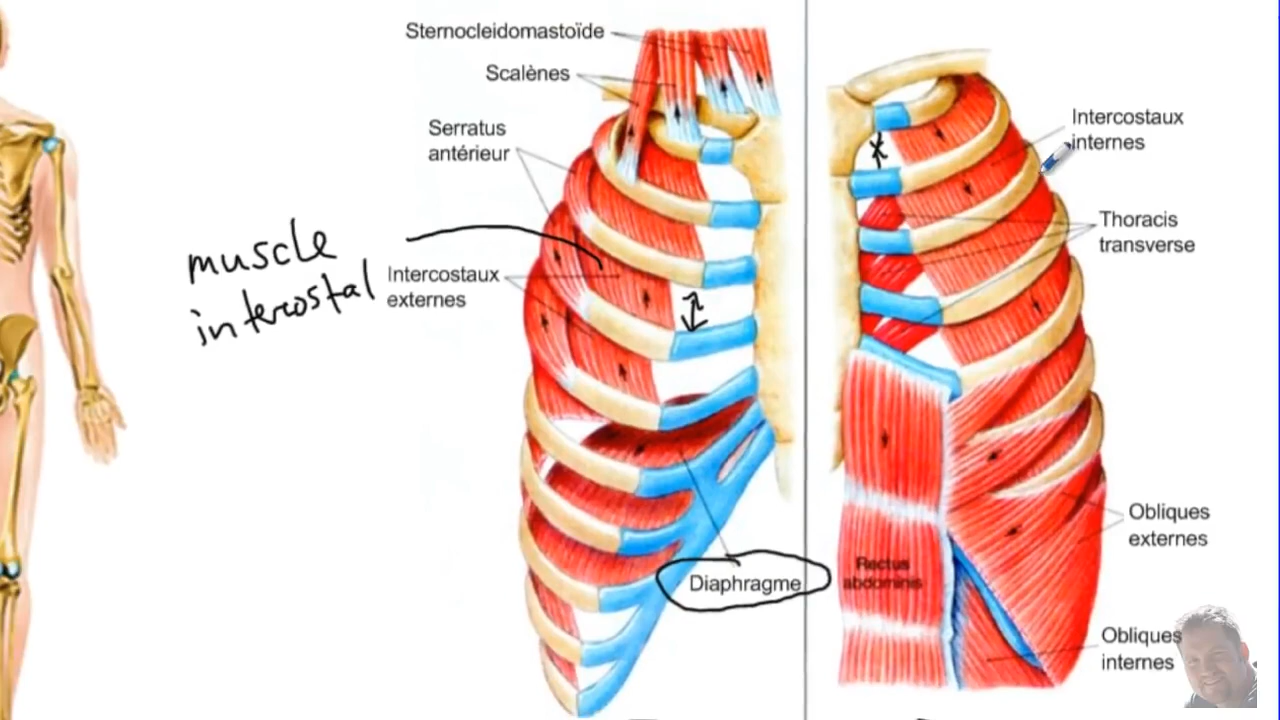 Sternocleidomastoïde
Scalènes
Serratus
antérieur
muscle
intercostal
Intercostaux
externes
Diaphragme
Intercostaux
internes
Thoracis
transverse
Rectus
abdominis
Obliques
externes
Obliques
internes